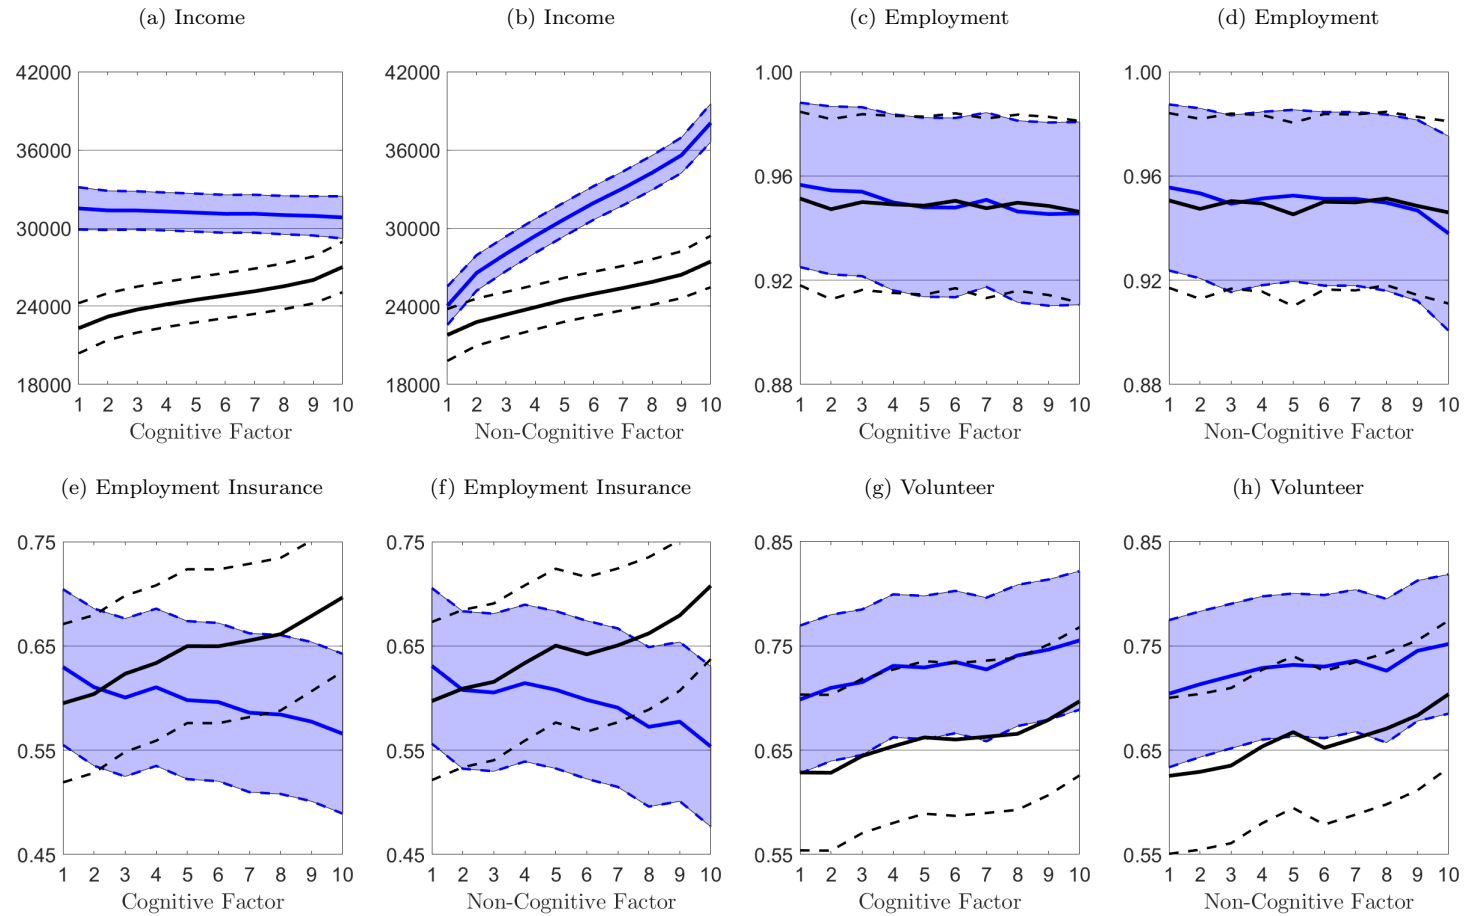 (a) Income
42000
36000
30000
24000
18000
1 2 3 4 5 6 7 8 9 10
Cognitive Factor
(b) Income
42000
36000
30000
24000
18000
1 2 3 4 5 6 7 8 9 10
Non-Cognitive Factor
(c) Employment
1.00
0.96
0.92
0.88
1 2 3 4 5 6 7 8 9 10
Cognitive Factor
(d) Employment
1.00
0.96
0.92
0.88
1 2 3 4 5 6 7 8 9 10
Non-Cognitive Factor
(e) Employment Insurance
0.75
0.65
0.55
0.45
1 2 3 4 5 6 7 8 9 10
Cognitive Factor
(f) Employment Insurance
0.75
0.65
0.55
0.45
1 2 3 4 5 6 7 8 9 10
Non-Cognitive Factor
(g) Volunteer
0.85
0.75
0.65
0.55
1 2 3 4 5 6 7 8 9 10
Cognitive Factor
(h) Volunteer
0.85
0.75
0.65
0.55
1 2 3 4 5 6 7 8 9 10
Non-Cognitive Factor